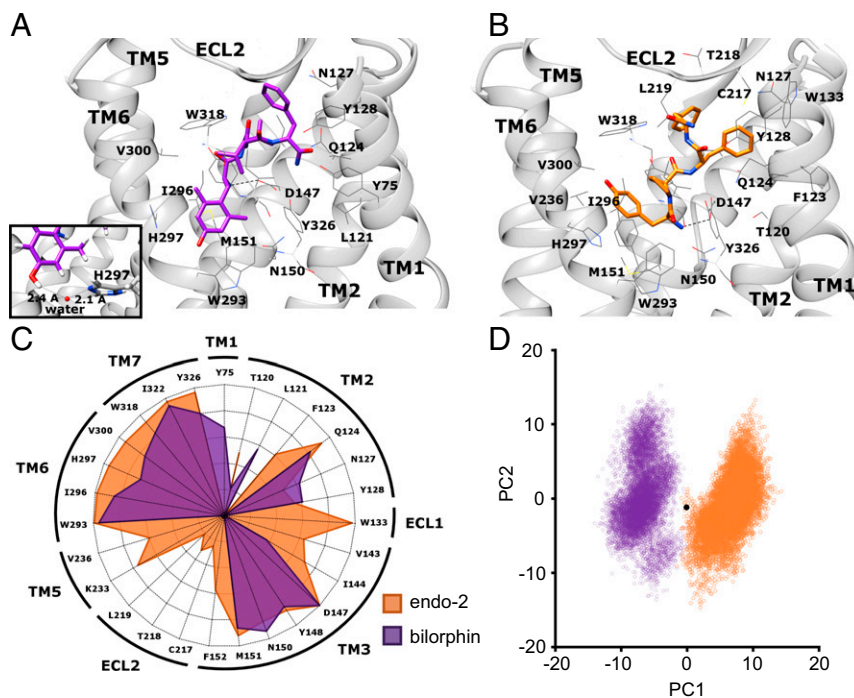 A
ECL2
TM5
N127
TM6
W318
Y128
Q124
V300
I296
D147
Y75
H297
Y326
M151
L121
N150
TM1
W293
TM2
H297
2.4 A 2.1 A
water
B
ECL2
T218
TM5
L219
N127
C217
W133
TM6
W318
Y128
V300
Q124
V236
I296
D147
F123
H297
Y326
T120
M151
N150
TM1
W293
TM2
C
TM1
TM7
Y326
Y75
T120
TM2
I322
L121
W318
F123
V300
Q124
TM6
H297
N127
I296
Y128
W293
W133
ECL1
V236
V143
TM5
K233
I144
L219
D147
T218
Y148
TM3
ECL2
C217
F152
M151
N150
endo-2
bilorphin
D
20
10
PC2
0
-10
-20
-20
-10
0
10
20
PC1